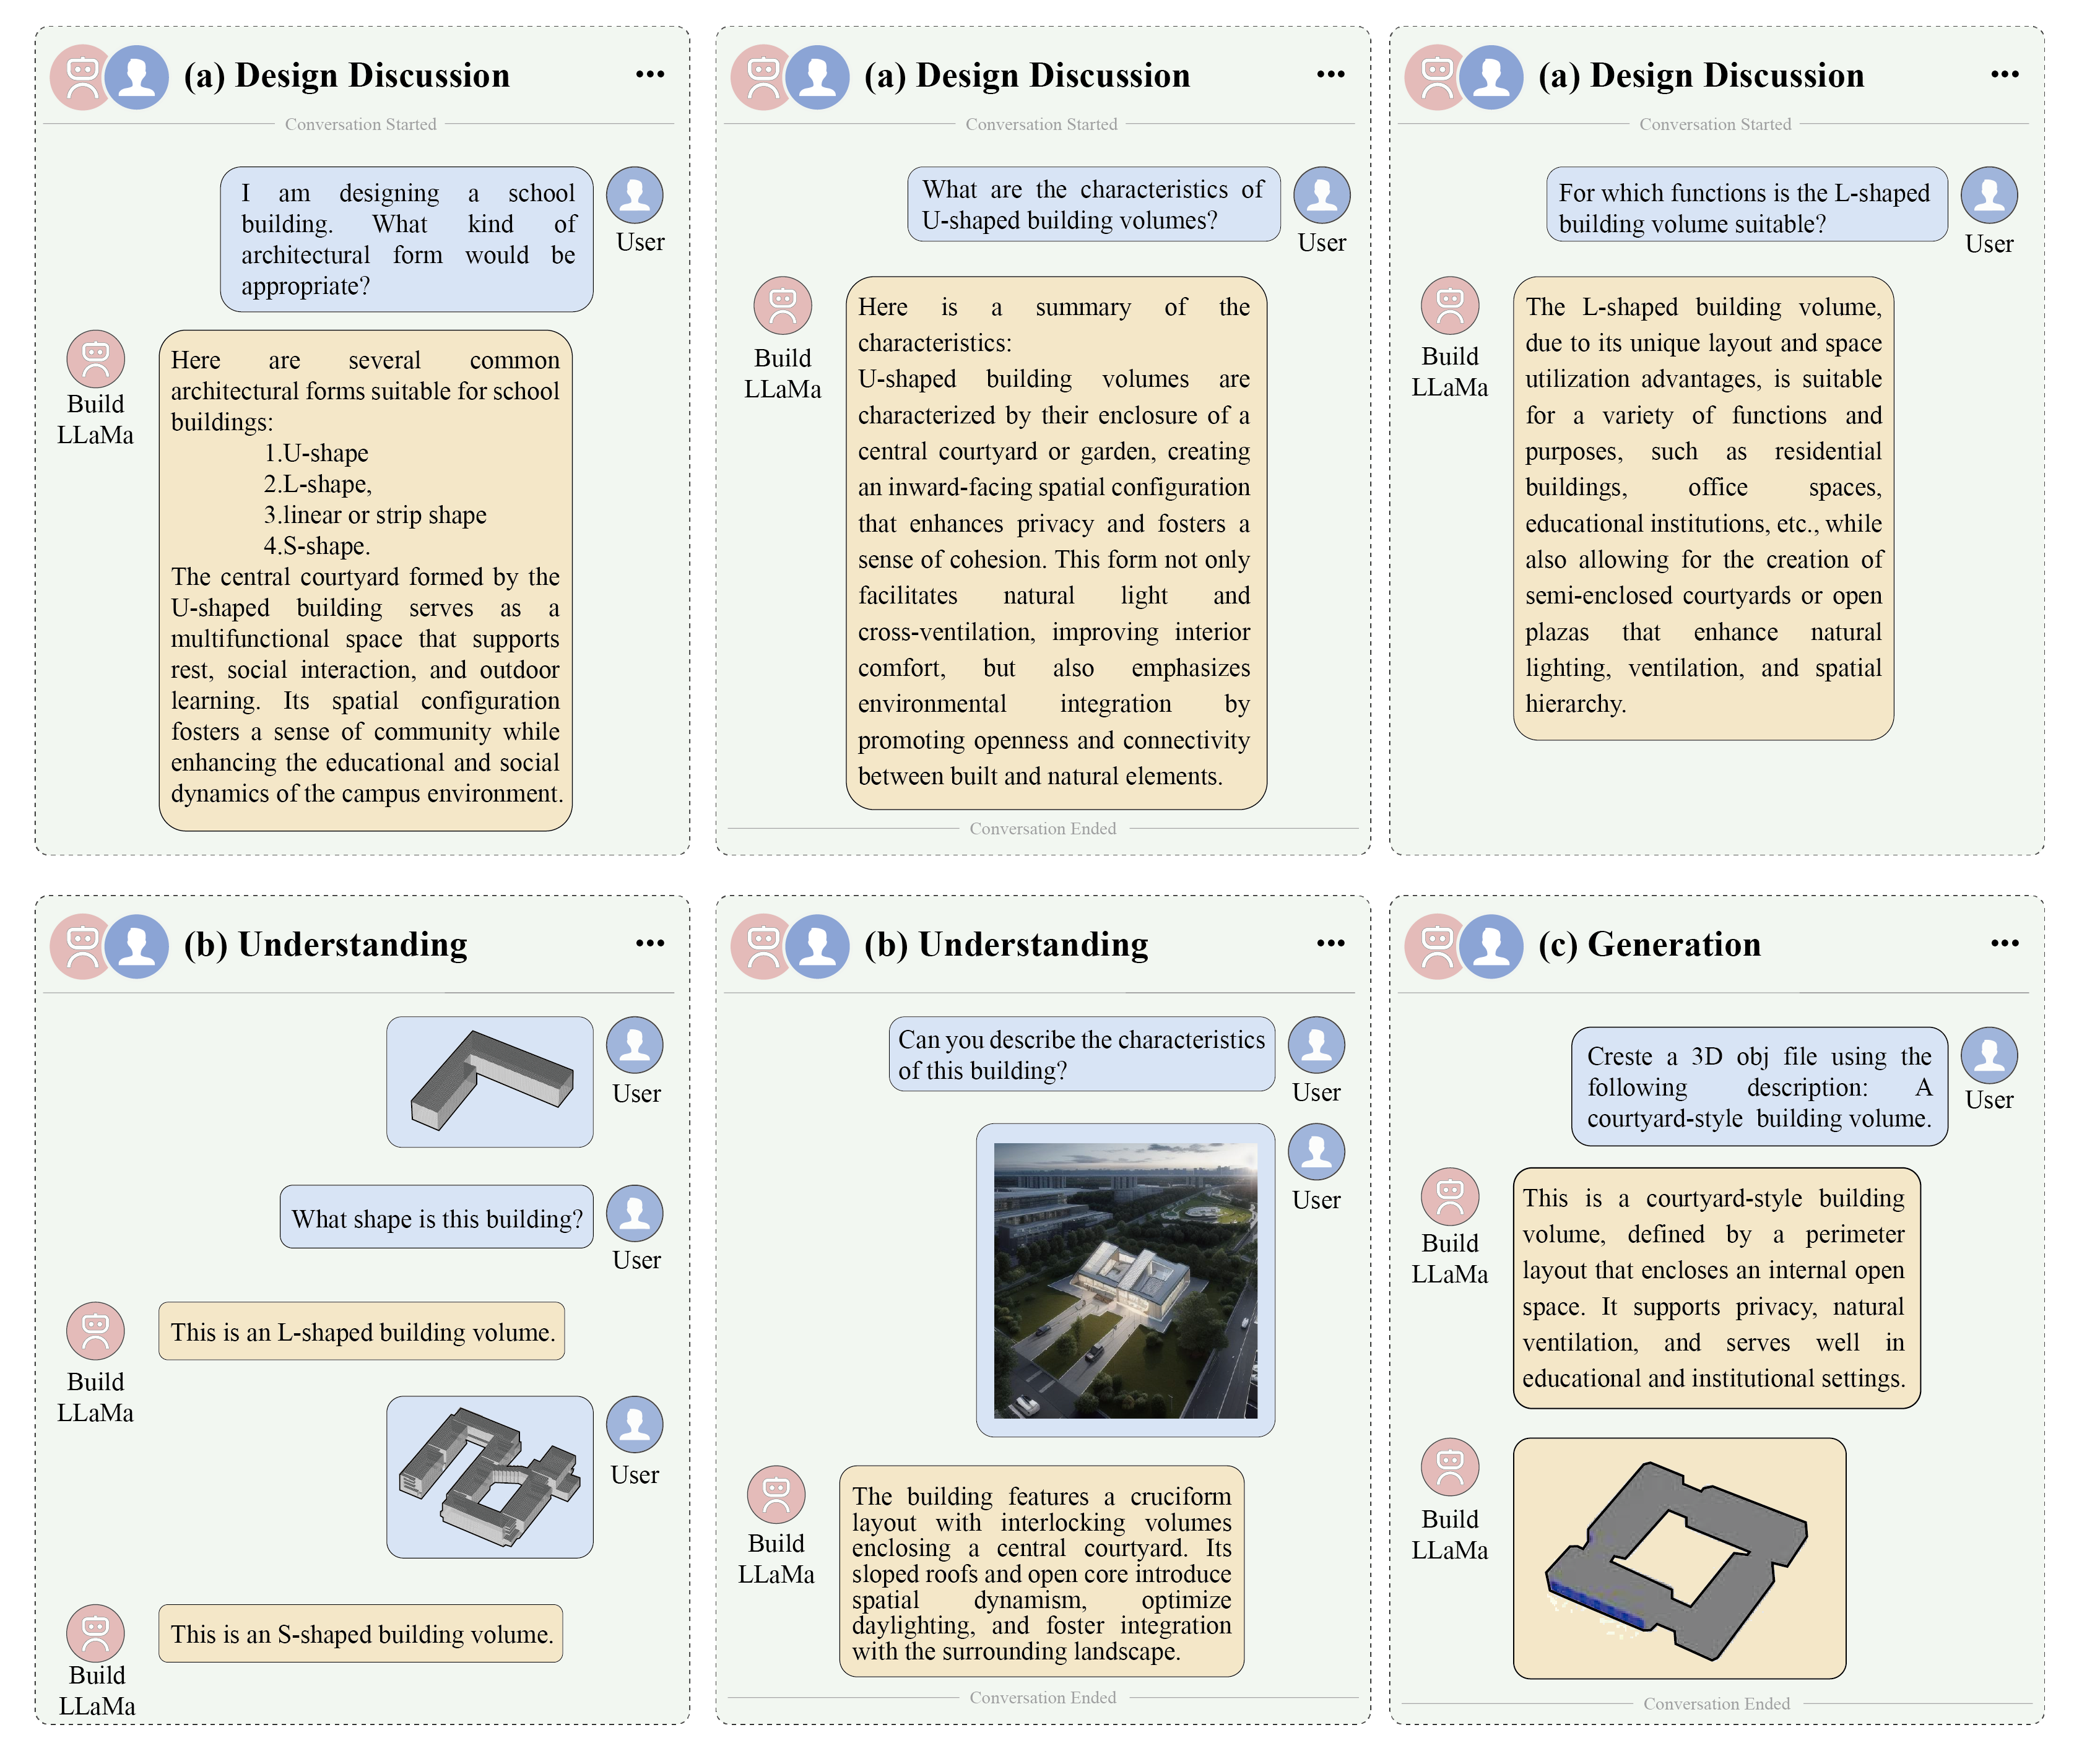 (a) Design Discussion
•••
Conversation Started
I am designing a school
building. What kind of
architectural form would be
appropriate?
User
Build
LLaMa
Here are several common
architectural forms suitable for school
buildings:
1.U-shape
2.L-shape,
3.linear or strip shape
4.S-shape.
The central courtyard formed by the
U-shaped building serves as a
multifunctional space that supports
rest, social interaction, and outdoor
learning. Its spatial configuration
fosters a sense of community while
enhancing the educational and social
dynamics of the campus environment.
(a) Design Discussion
•••
Conversation Started
What are the characteristics of
U-shaped building volumes?
User
Build
LLaMa
Here is a summary of the
characteristics:
U-shaped building volumes are
characterized by their enclosure of a
central courtyard or garden, creating
an inward-facing spatial configuration
that enhances privacy and fosters a
sense of cohesion. This form not only
facilitates natural light and
cross-ventilation, improving interior
comfort, but also emphasizes
environmental integration by
promoting openness and connectivity
between built and natural elements.
Conversation Ended
(a) Design Discussion
•••
Conversation Started
For which functions is the L-shaped
building volume suitable?
User
Build
LLaMa
The L-shaped building volume,
due to its unique layout and space
utilization advantages, is suitable
for a variety of functions and
purposes, such as residential
buildings, office spaces,
educational institutions, etc., while
also allowing for the creation of
semi-enclosed courtyards or open
plazas that enhance natural
lighting, ventilation, and spatial
hierarchy.
(b) Understanding
•••
User
What shape is this building?
User
This is an L-shaped building volume.
Build
LLaMa
User
This is an S-shaped building volume.
Build
LLaMa
(b) Understanding
•••
Can you describe the characteristics
of this building?
User
User
Build
LLaMa
The building features a cruciform
layout with interlocking volumes
enclosing a central courtyard. Its
sloped roofs and open core introduce
spatial dynamism, optimize
daylighting, and foster integration
with the surrounding landscape.
Conversation Ended
(c) Generation
•••
Creste a 3D obj file using the
following description: A
courtyard-style building volume.
User
Build
LLaMa
This is a courtyard-style building
volume, defined by a perimeter
layout that encloses an internal open
space. It supports privacy, natural
ventilation, and serves well in
educational and institutional settings.
Build
LLaMa
Conversation Ended